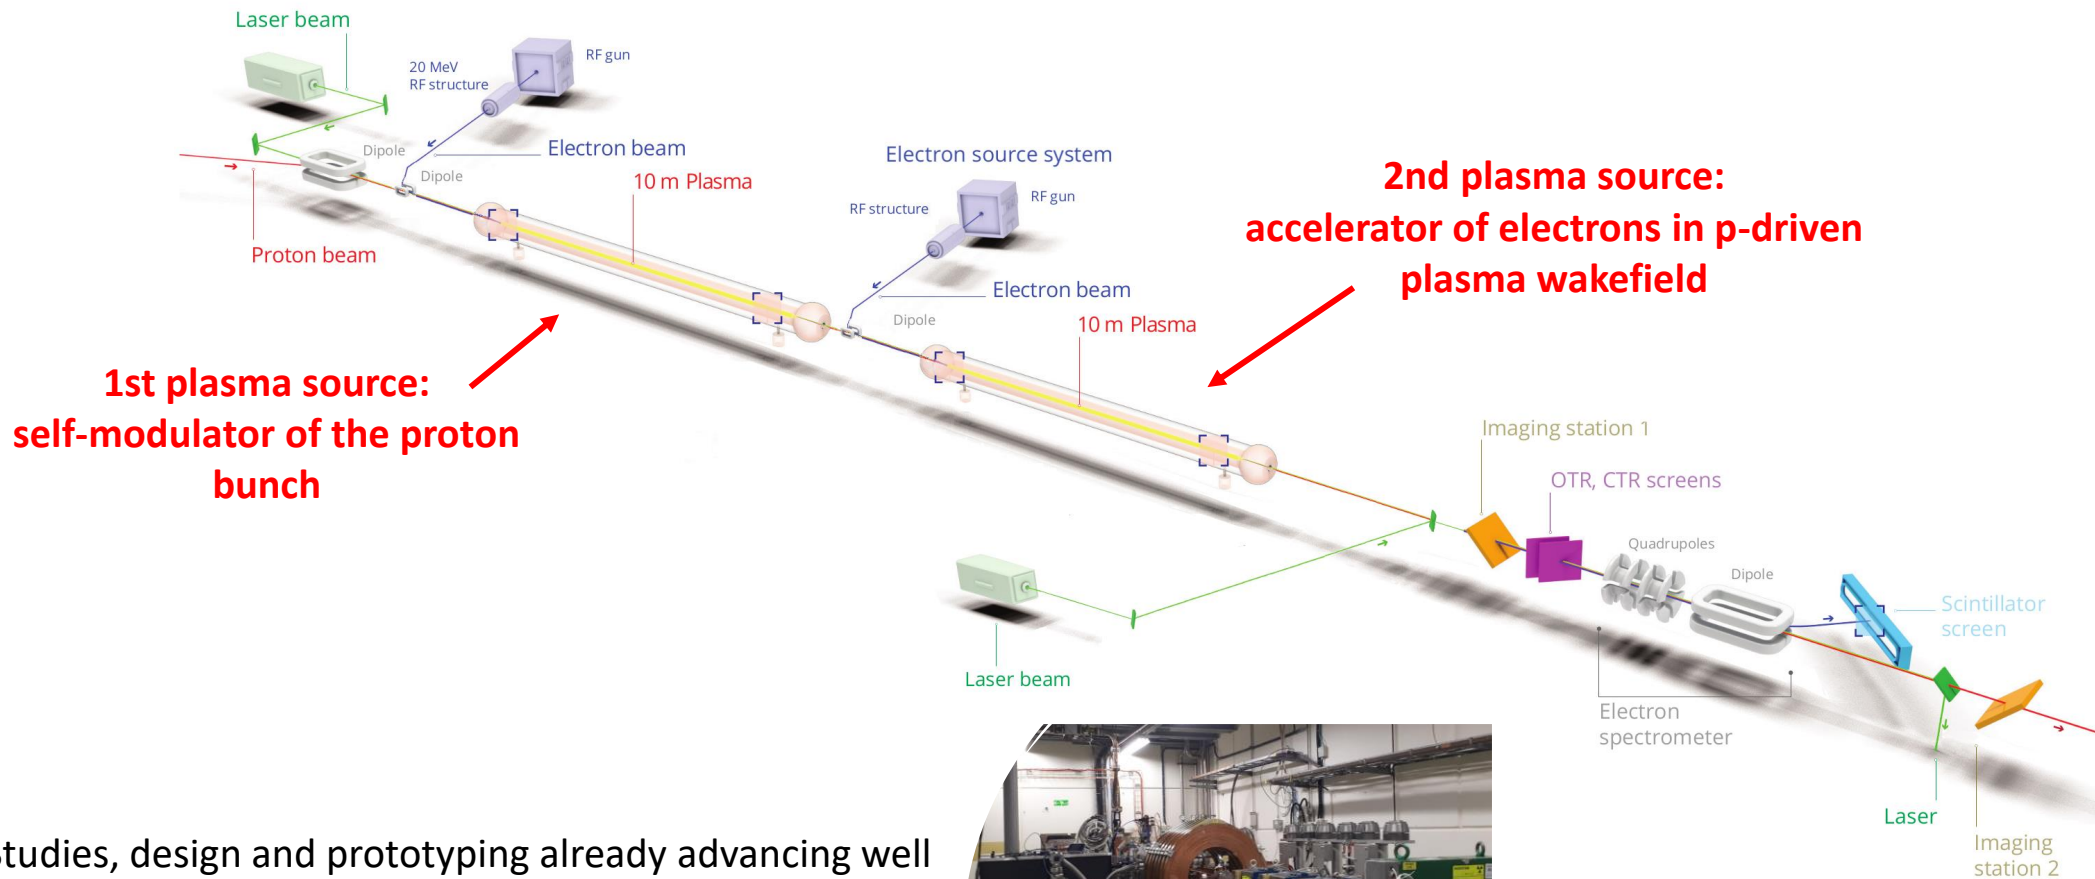 Laser beam
20 MeV
RF structure
RF gun
Dipole
Electron beam
Dipole
10 m Plasma
Proton beam
Electron source system
RF structure
RF gun
Electron beam
Dipole
10 m Plasma
2nd plasma source:
accelerator of electrons in p-driven
plasma wakefield
1st plasma source:
self-modulator of the proton
bunch
Imaging station 1
OTR, CTR screens
Quadrupoles
Dipole
Scintillator
screen
Laser beam
Electron
spectrometer
Laser
Imaging
station 2
studies, design and prototyping already advancing well